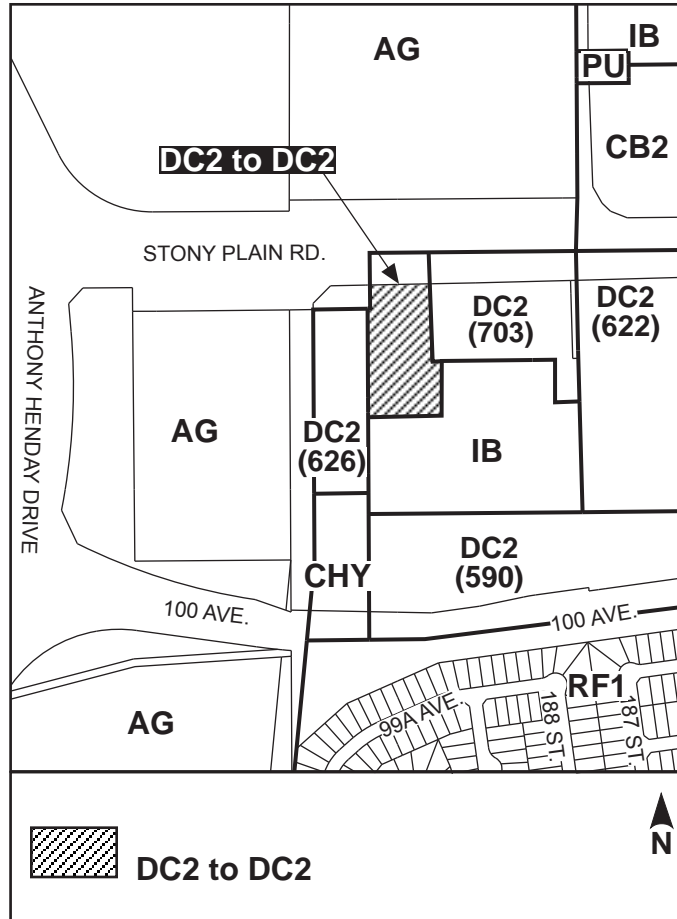 AG
IB
PU
CB2
DC2 to DC2
STONY PLAIN RD.
ANTHONY HENDAY DRIVE
DC2
(703)
DC2
(622)
AG
DC2
(626)
IB
CHY
DC2
(590)
100 AVE.
100 AVE.
RF1
99A AVE.
188 ST.
187 ST.
AG
N
DC2 to DC2